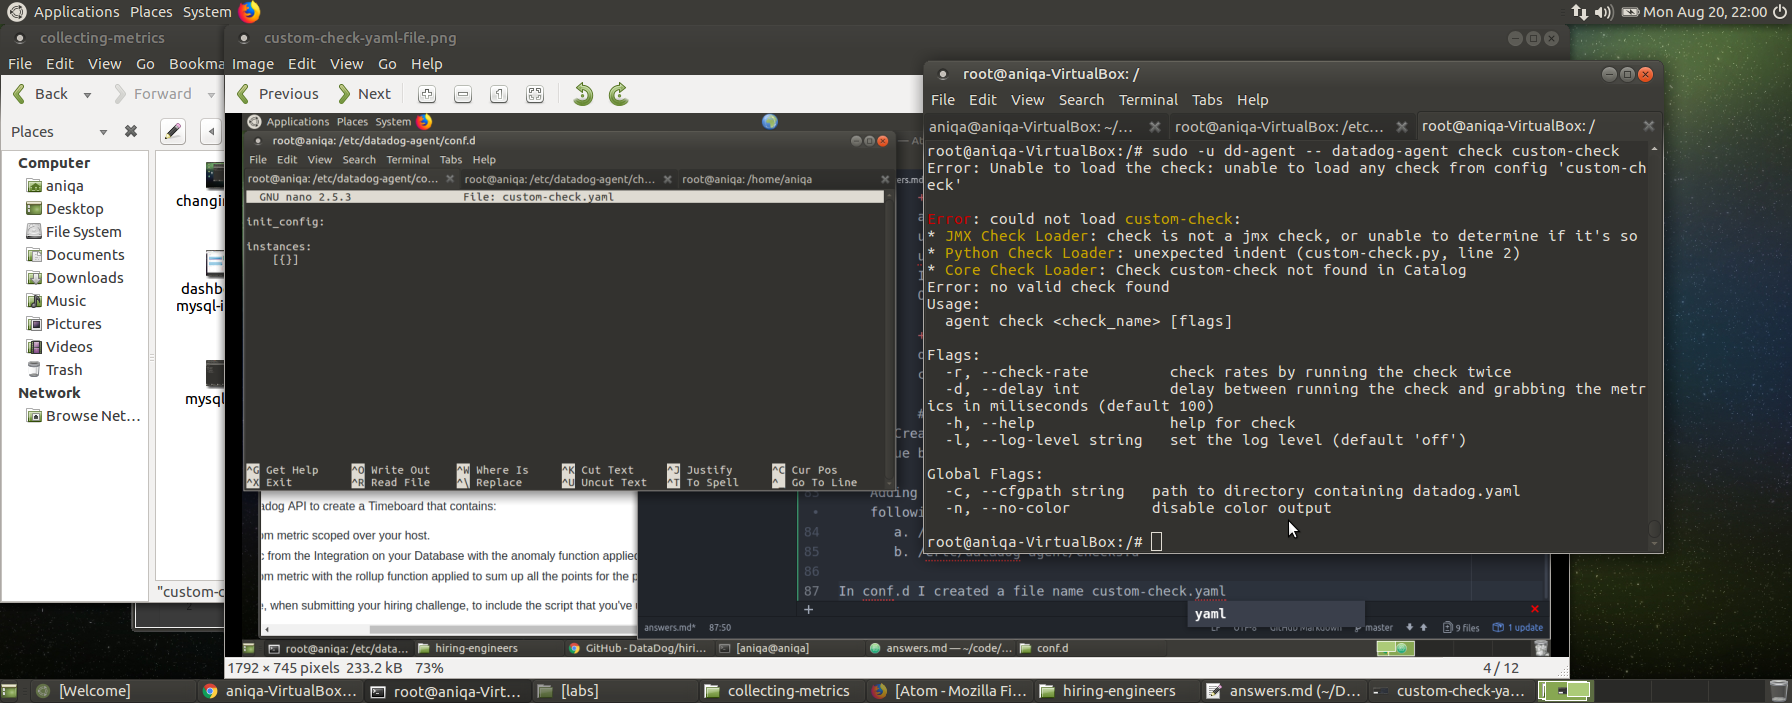 Applications Places System
Mon Aug 20, 22:00
collecting-metrics
File Edit View Go Bookma
Back Forward
Places
Computer
aniqa
Desktop
File System
Documents
Downloads
Music
Pictures
Videos
Trash
Network
Browse Net...
changi
dashb
mysql-i
mysql
"custom-c
custom-check-yaml-file.png
Image Edit View Go Help
Previous Next
Applications Places System
root@aniqa: /etc/datadog-agent/conf.d
File Edit View Search Terminal Tabs Help
root@aniqa: /etc/datadog-agent/co... root@aniqa: /etc/datadog-agent/ch... root@aniqa: /home/aniqa
GNU nano 2.5.3 File: custom-check.yaml
init_config:
instances:
[{}]
^G Get Help ^O Write Out ^W Where Is ^K Cut Text ^J Justify ^C Cur Pos
^X Exit ^R Read File ^\ Replace ^U Uncut Text ^T To Spell ^_ Go To Line
adog API to create a Timeboard that contains:
om metric scoped over your host.
c from the Integration on your Database with the anomaly function applied
om metric with the rollup function applied to sum up all the points for the p
e, when submitting your hiring challenge, to include the script that you've u
Adding
followi
84 a. /
85 b. /etc/datadog-agent/checks.d
86
87 In conf.d I created a file name custom-check.yaml
yaml
answers.md* 87:50 LF UTF-8 GitHub Markdown master 9 files 1 update
root@aniqa: /etc/data... hiring-engineers GitHub - DataDog/hiri... [aniqa@aniqa] answers.md — ~/code/... conf.d
1792 × 745 pixels 233.2 kB 73% 4 / 12
root@aniqa-VirtualBox: /
File Edit View Search Terminal Tabs Help
aniqa@aniqa-VirtualBox: ~/... root@aniqa-VirtualBox: /etc... root@aniqa-VirtualBox: /
root@aniqa-VirtualBox:/# sudo -u dd-agent -- datadog-agent check custom-check
Error: Unable to load the check: unable to load any check from config 'custom-ch
eck'
Error: could not load custom-check:
* JMX Check Loader: check is not a jmx check, or unable to determine if it's so
* Python Check Loader: unexpected indent (custom-check.py, line 2)
* Core Check Loader: Check custom-check not found in Catalog
Error: no valid check found
Usage:
agent check <check_name> [flags]
Flags:
-r, --check-rate check rates by running the check twice
-d, --delay int delay between running the check and grabbing the metr
ics in miliseconds (default 100)
-h, --help help for check
-l, --log-level string set the log level (default 'off')
Global Flags:
-c, --cfgpath string path to directory containing datadog.yaml
-n, --no-color disable color output
root@aniqa-VirtualBox:/#
[Welcome] aniqa-VirtualBox... root@aniqa-Virt... [labs] collecting-metrics [Atom - Mozilla Fi... hiring-engineers answers.md (~/D... custom-check-ya...